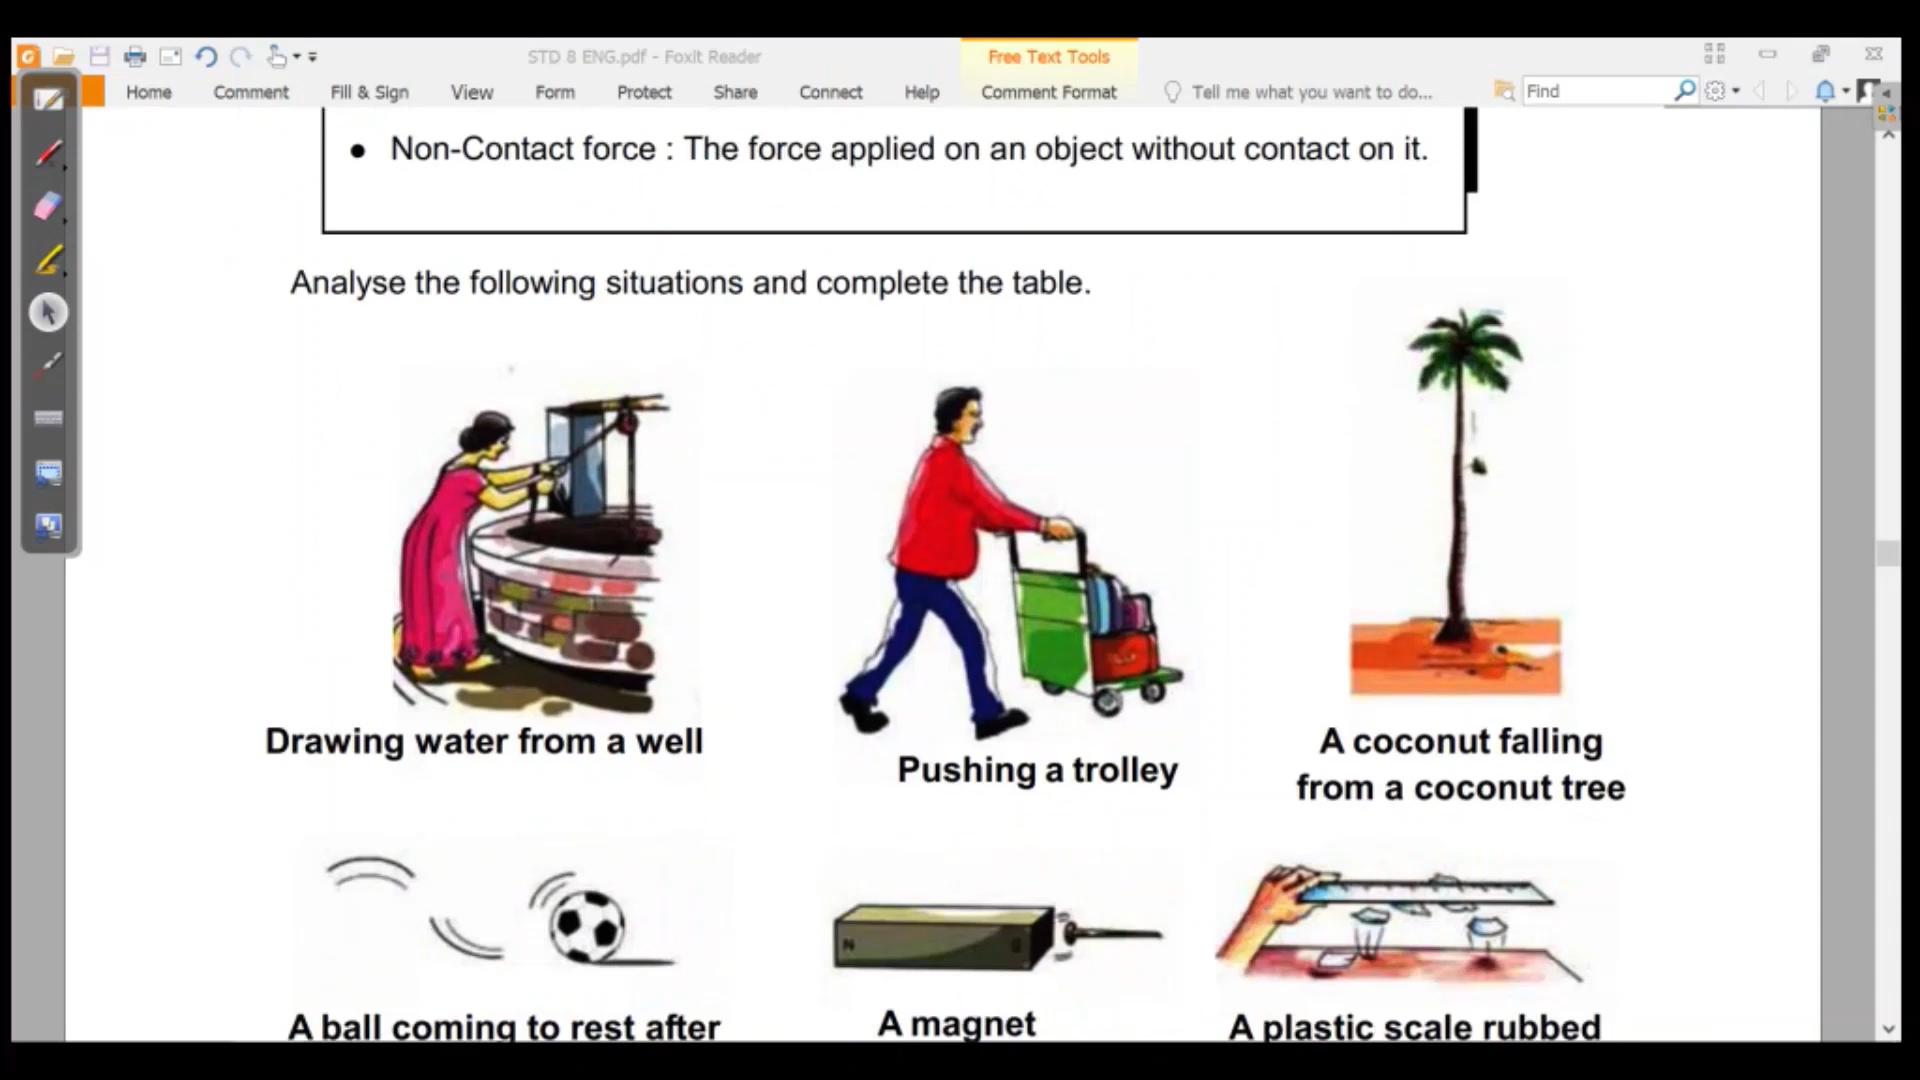 STD 8 ENG.pdf - Foxit Reader
Free Text Tools
Home Comment Fill & Sign View Form Protect Share Connect Help Comment Format Tell me what you want to do... Find
• Non-Contact force : The force applied on an object without contact on it.
Analyse the following situations and complete the table.
Drawing water from a well
Pushing a trolley
A coconut falling
from a coconut tree
N
A ball coming to rest after
A magnet
A plastic scale rubbed